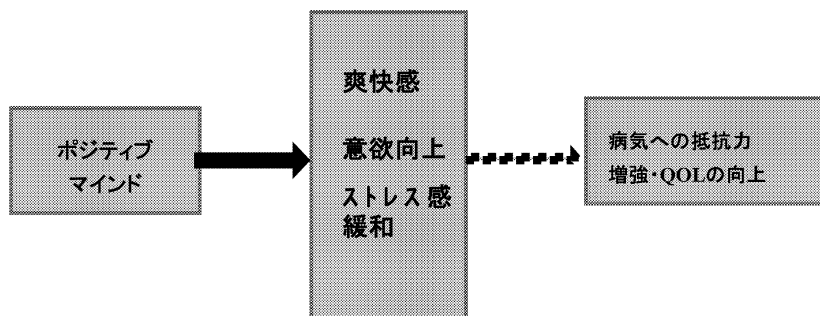 ポジティブ
マインド
爽快感
意欲向上
ストレス感
緩和
病気への抵抗力
増強・QOLの向上